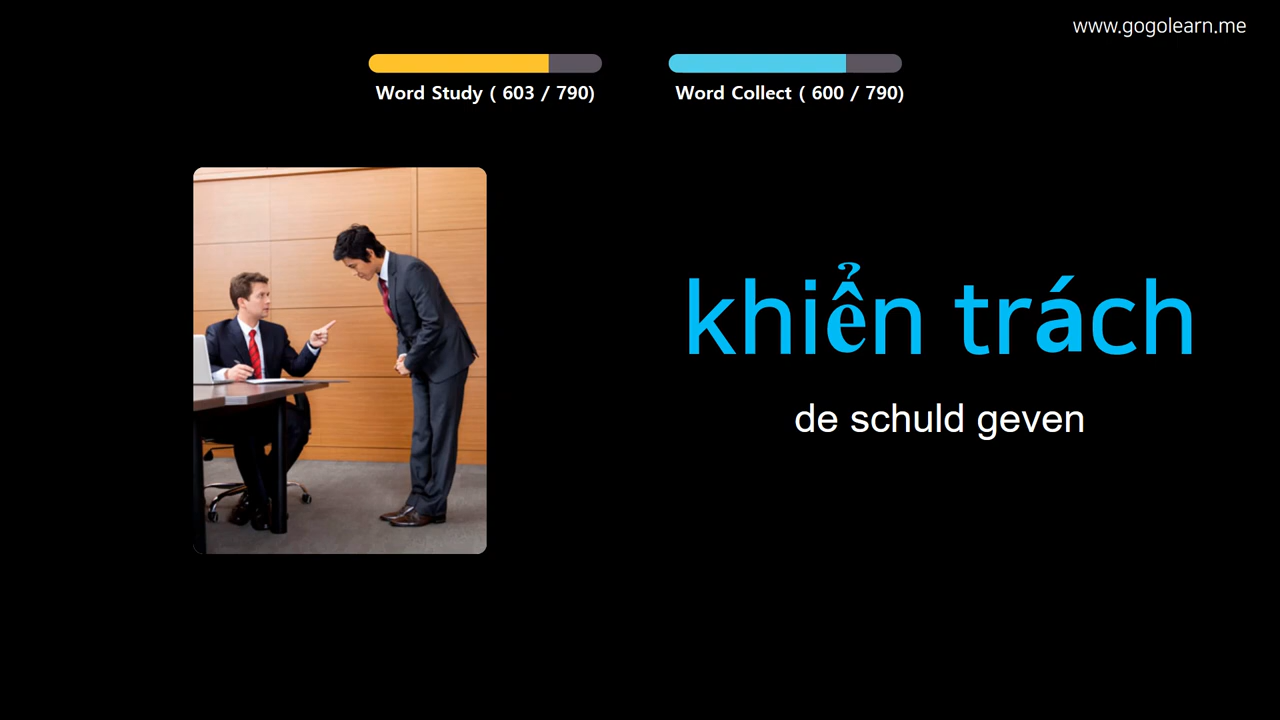 www.gogolearn.me
Word Study ( 603 / 790)
Word Collect ( 600 / 790)
khiển trách
de schuld geven